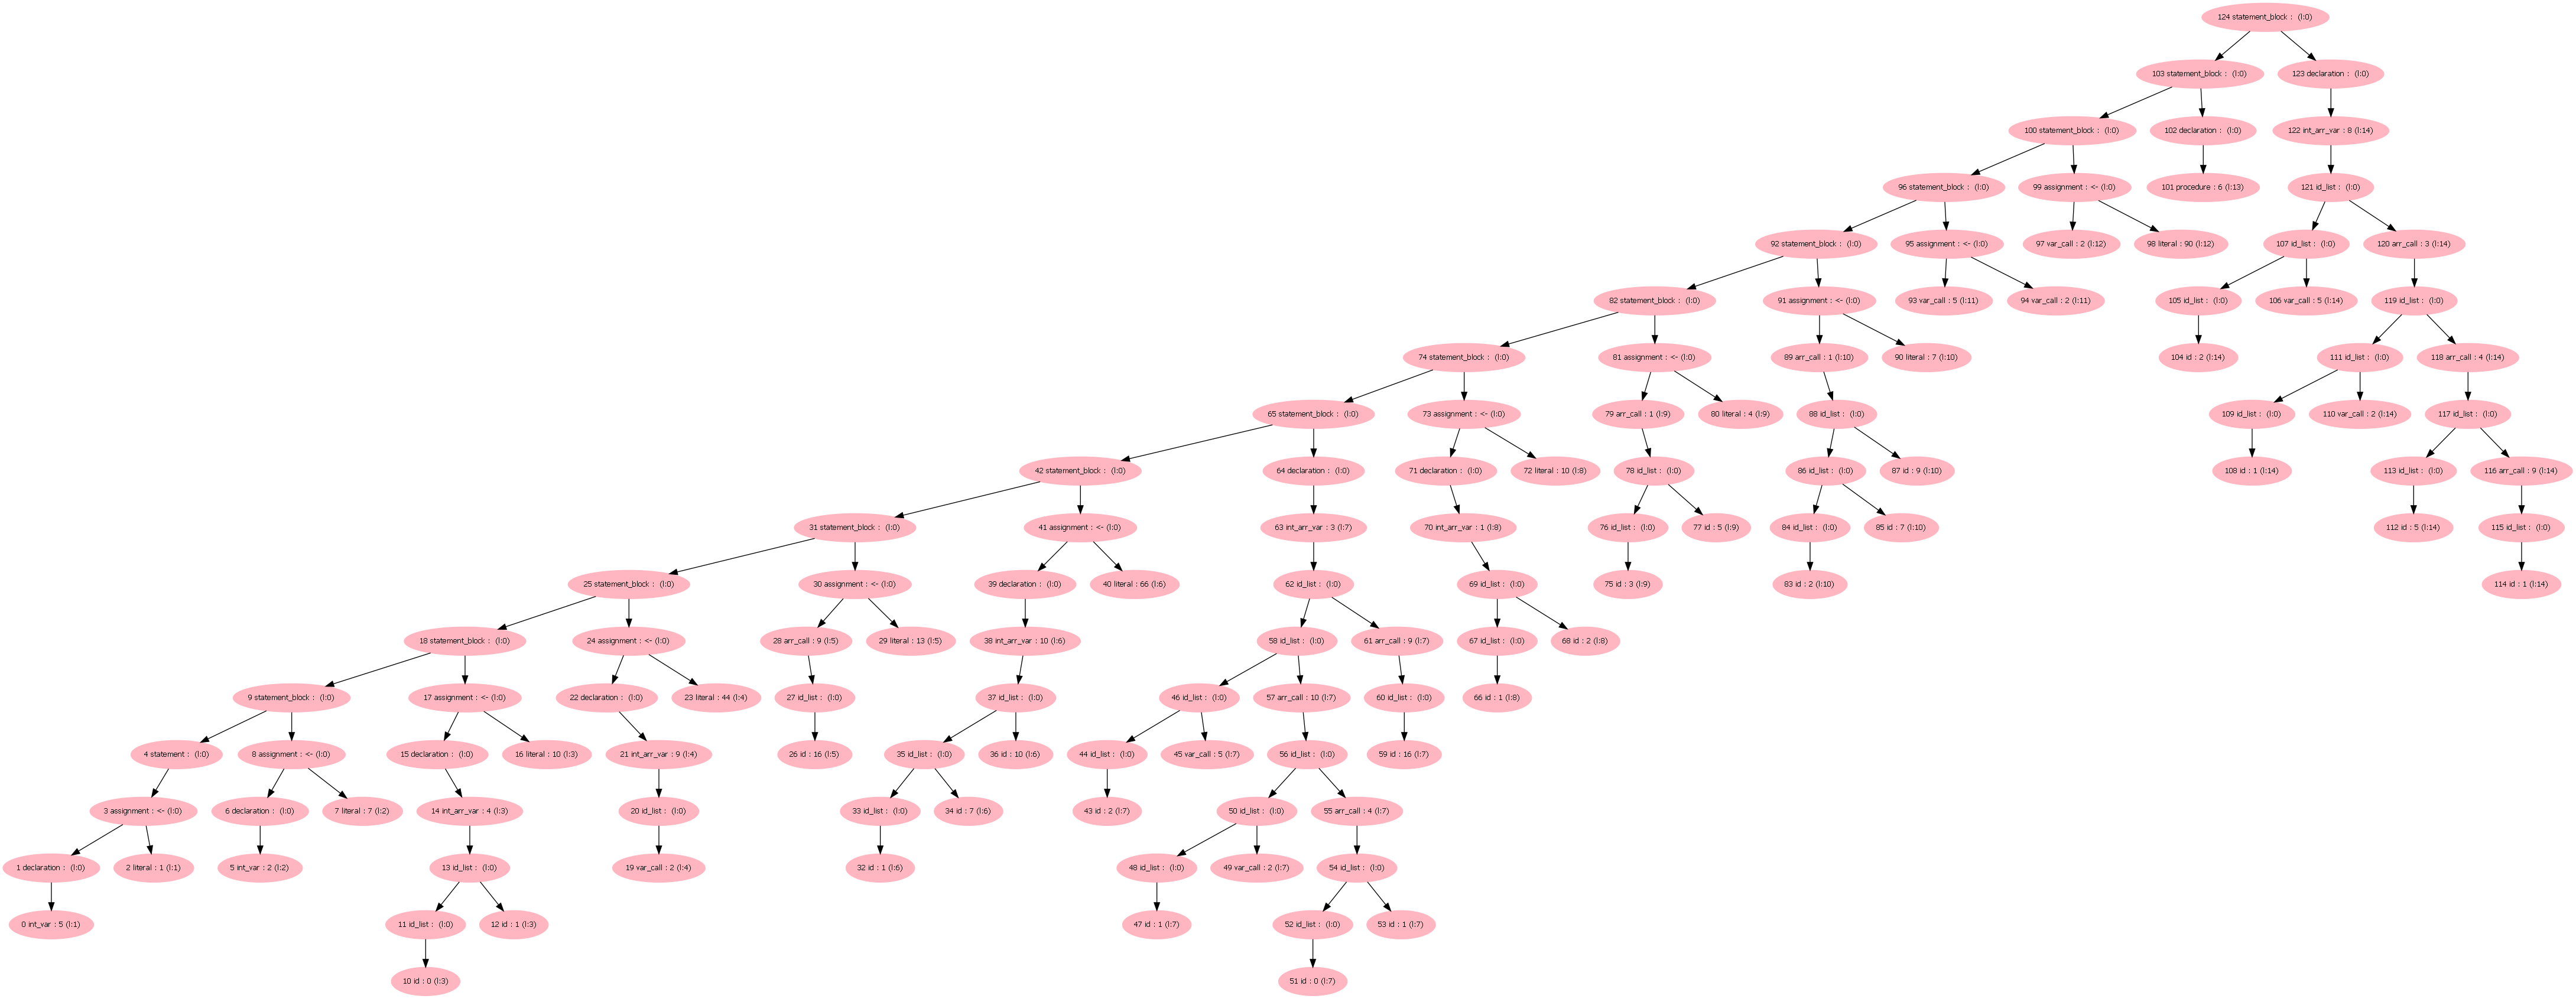 124 statement_block :  (l:0)
103 statement_block :  (l:0)
123 declaration :  (l:0)
100 statement_block :  (l:0)
102 declaration :  (l:0)
122 int_arr_var : 8 (l:14)
96 statement_block :  (l:0)
99 assignment : <- (l:0)
101 procedure : 6 (l:13)
121 id_list :  (l:0)
92 statement_block :  (l:0)
95 assignment : <- (l:0)
97 var_call : 2 (l:12)
98 literal : 90 (l:12)
107 id_list :  (l:0)
120 arr_call : 3 (l:14)
82 statement_block :  (l:0)
91 assignment : <- (l:0)
93 var_call : 5 (l:11)
94 var_call : 2 (l:11)
105 id_list :  (l:0)
106 var_call : 5 (l:14)
119 id_list :  (l:0)
74 statement_block :  (l:0)
81 assignment : <- (l:0)
89 arr_call : 1 (l:10)
90 literal : 7 (l:10)
104 id : 2 (l:14)
111 id_list :  (l:0)
118 arr_call : 4 (l:14)
65 statement_block :  (l:0)
73 assignment : <- (l:0)
79 arr_call : 1 (l:9)
80 literal : 4 (l:9)
88 id_list :  (l:0)
109 id_list :  (l:0)
110 var_call : 2 (l:14)
117 id_list :  (l:0)
42 statement_block :  (l:0)
64 declaration :  (l:0)
71 declaration :  (l:0)
72 literal : 10 (l:8)
78 id_list :  (l:0)
86 id_list :  (l:0)
87 id : 9 (l:10)
108 id : 1 (l:14)
113 id_list :  (l:0)
116 arr_call : 9 (l:14)
31 statement_block :  (l:0)
41 assignment : <- (l:0)
63 int_arr_var : 3 (l:7)
70 int_arr_var : 1 (l:8)
76 id_list :  (l:0)
77 id : 5 (l:9)
84 id_list :  (l:0)
85 id : 7 (l:10)
112 id : 5 (l:14)
115 id_list :  (l:0)
25 statement_block :  (l:0)
30 assignment : <- (l:0)
39 declaration :  (l:0)
40 literal : 66 (l:6)
62 id_list :  (l:0)
69 id_list :  (l:0)
75 id : 3 (l:9)
83 id : 2 (l:10)
114 id : 1 (l:14)
18 statement_block :  (l:0)
24 assignment : <- (l:0)
28 arr_call : 9 (l:5)
29 literal : 13 (l:5)
38 int_arr_var : 10 (l:6)
58 id_list :  (l:0)
61 arr_call : 9 (l:7)
67 id_list :  (l:0)
68 id : 2 (l:8)
9 statement_block :  (l:0)
17 assignment : <- (l:0)
22 declaration :  (l:0)
23 literal : 44 (l:4)
27 id_list :  (l:0)
37 id_list :  (l:0)
46 id_list :  (l:0)
57 arr_call : 10 (l:7)
60 id_list :  (l:0)
66 id : 1 (l:8)
4 statement :  (l:0)
8 assignment : <- (l:0)
15 declaration :  (l:0)
16 literal : 10 (l:3)
21 int_arr_var : 9 (l:4)
26 id : 16 (l:5)
35 id_list :  (l:0)
36 id : 10 (l:6)
44 id_list :  (l:0)
45 var_call : 5 (l:7)
56 id_list :  (l:0)
59 id : 16 (l:7)
3 assignment : <- (l:0)
6 declaration :  (l:0)
7 literal : 7 (l:2)
14 int_arr_var : 4 (l:3)
20 id_list :  (l:0)
33 id_list :  (l:0)
34 id : 7 (l:6)
43 id : 2 (l:7)
50 id_list :  (l:0)
55 arr_call : 4 (l:7)
1 declaration :  (l:0)
2 literal : 1 (l:1)
5 int_var : 2 (l:2)
13 id_list :  (l:0)
19 var_call : 2 (l:4)
32 id : 1 (l:6)
48 id_list :  (l:0)
49 var_call : 2 (l:7)
54 id_list :  (l:0)
0 int_var : 5 (l:1)
11 id_list :  (l:0)
12 id : 1 (l:3)
47 id : 1 (l:7)
52 id_list :  (l:0)
53 id : 1 (l:7)
10 id : 0 (l:3)
51 id : 0 (l:7)